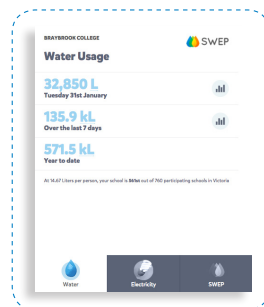 BRAYBROOK COLLEGE
SWEP
Water Usage
32,850 L
Tuesday 31st January
135.9 kL
Over the last 7 days
571.5 kL
Year to date
At 14.67 Liters per person, your school is 341st out of 760 participating schools in Victoria
Water
Electricity
SWEP